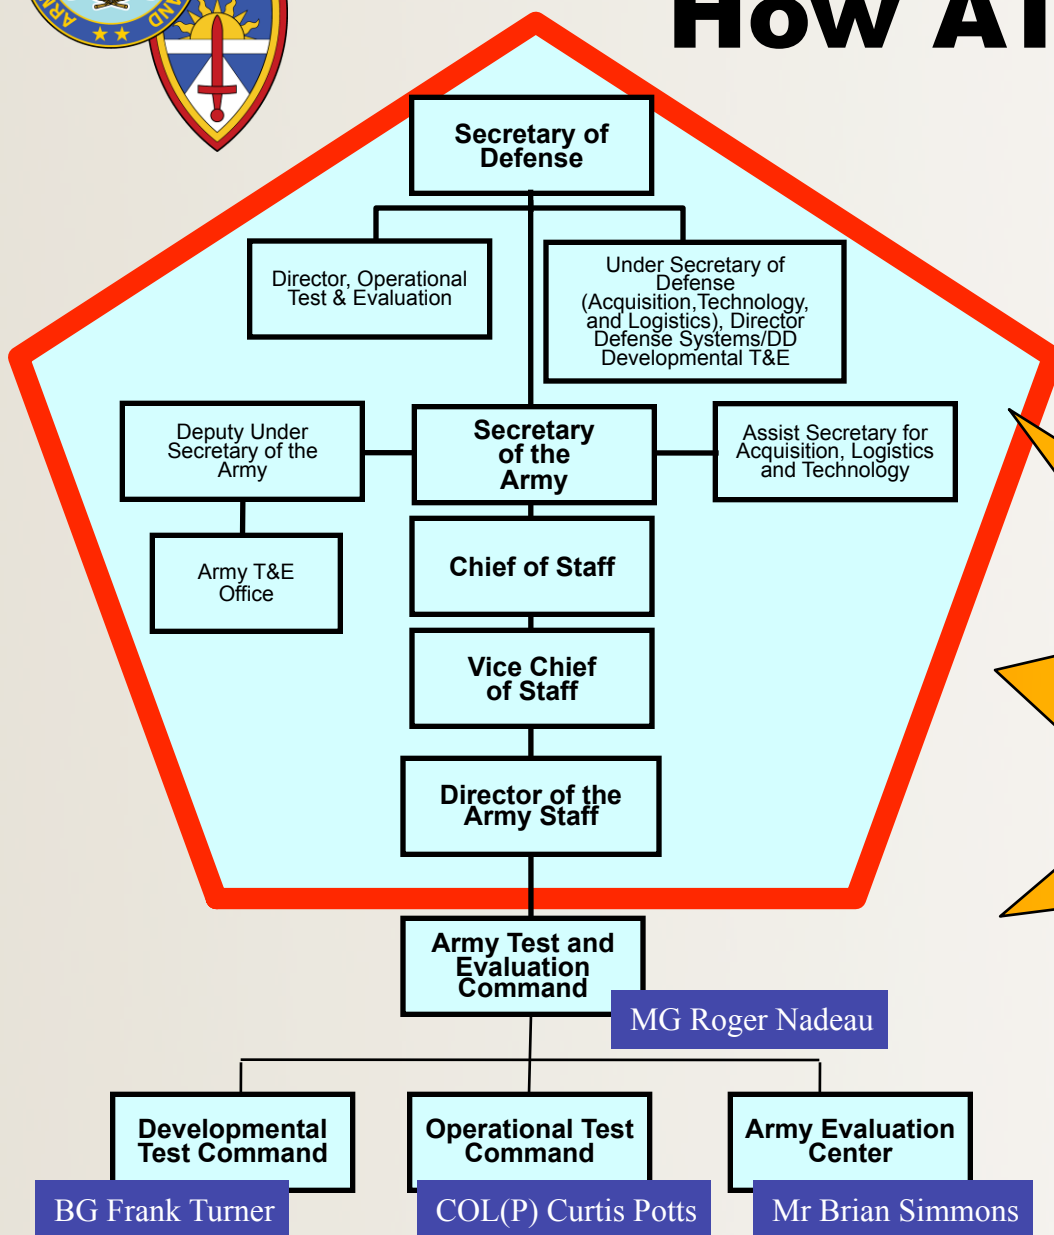 How AT
ARMY
AND
Secretary of
Defense
Director, Operational
Test & Evaluation
Under Secretary of
Defense
(Acquisition,Technology,
and Logistics), Director
Defense Systems/DD
Developmental T&E
Deputy Under
Secretary of the
Army
Secretary
of the
Army
Assist Secretary for
Acquisition, Logistics
and Technology
Army T&E
Office
Chief of Staff
Vice Chief
of Staff
Director of the
Army Staff
Army Test and
Evaluation
Command
MG Roger Nadeau
Developmental
Test Command
Operational Test
Command
Army Evaluation
Center
BG Frank Turner
COL(P) Curtis Potts
Mr Brian Simmons